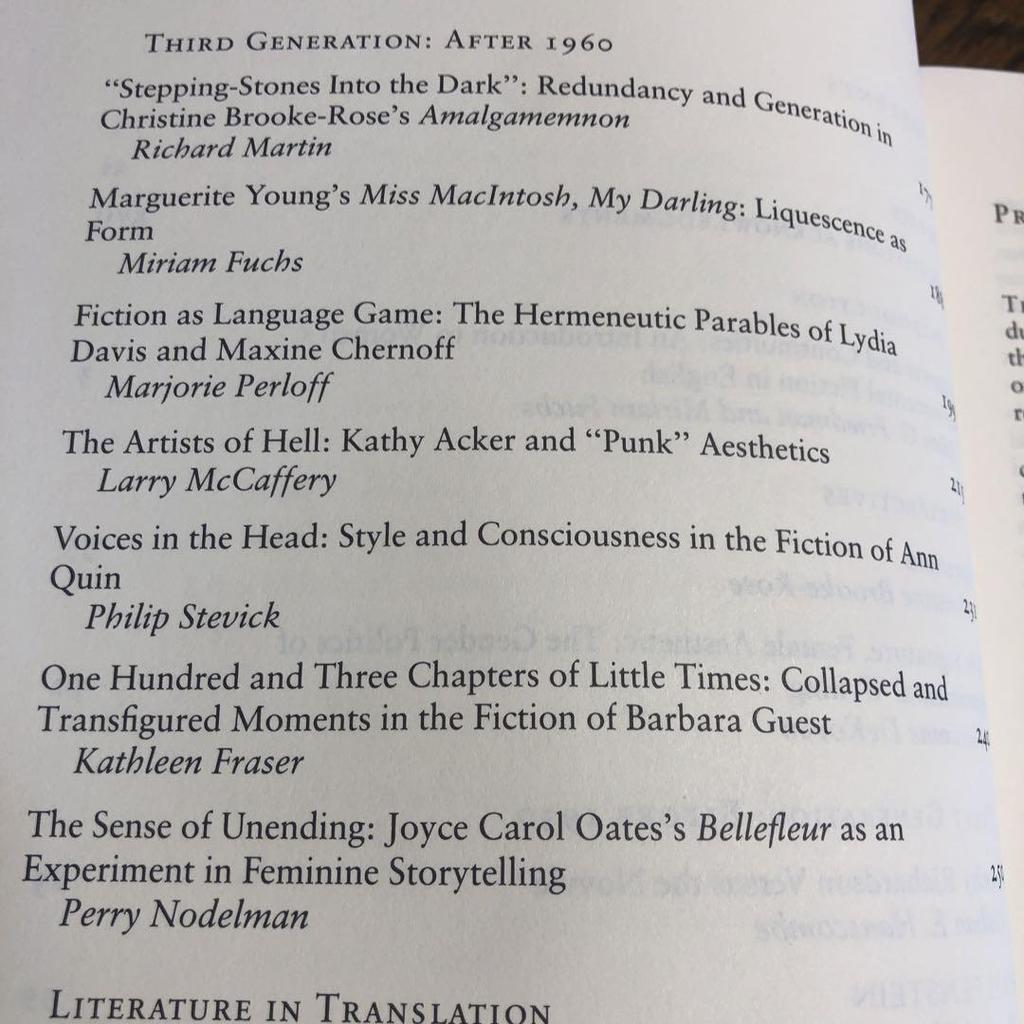 THIRD GENERATION: AFTER 1960
“Stepping-Stones Into the Dark”: Redundancy and Generation in
Christine Brooke-Rose’s Amalgamemnon
Richard Martin
Marguerite Young’s Miss MacIntosh, My Darling: Liquescence as
Form
Miriam Fuchs
Fiction as Language Game: The Hermeneutic Parables of Lydia
Davis and Maxine Chernoff
Marjorie Perloff
The Artists of Hell: Kathy Acker and “Punk” Aesthetics
Larry McCaffery
Voices in the Head: Style and Consciousness in the Fiction of Ann
Quin
Philip Stevick
One Hundred and Three Chapters of Little Times: Collapsed and
Transfigured Moments in the Fiction of Barbara Guest
Kathleen Fraser
The Sense of Unending: Joyce Carol Oates’s Bellefleur as an
Experiment in Feminine Storytelling
Perry Nodelman
LITERATURE IN TRANSLATION